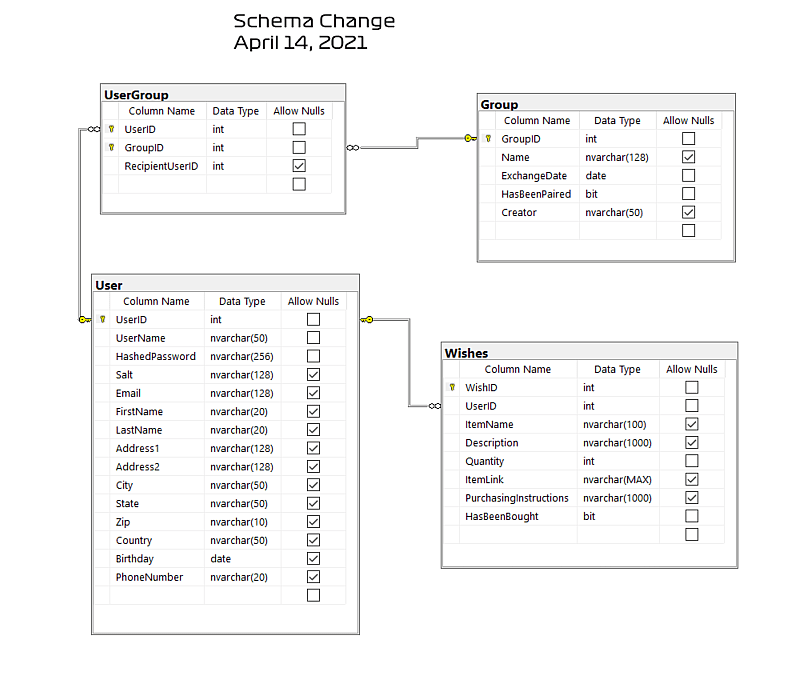 Schema Change
April 14, 2021
UserGroup
Column Name Data Type Allow Nulls
UserID int
GroupID int
RecipientUserID int
Group
Column Name Data Type Allow Nulls
GroupID int
Name nvarchar(128)
ExchangeDate date
HasBeenPaired bit
Creator nvarchar(50)
User
Column Name Data Type Allow Nulls
UserID int
UserName nvarchar(50)
HashedPassword nvarchar(256)
Salt nvarchar(128)
Email nvarchar(128)
FirstName nvarchar(20)
LastName nvarchar(20)
Address1 nvarchar(128)
Address2 nvarchar(128)
City nvarchar(50)
State nvarchar(50)
Zip nvarchar(10)
Country nvarchar(50)
Birthday date
PhoneNumber nvarchar(20)
Wishes
Column Name Data Type Allow Nulls
WishID int
UserID int
ItemName nvarchar(100)
Description nvarchar(1000)
Quantity int
ItemLink nvarchar(MAX)
PurchasingInstructions nvarchar(1000)
HasBeenBought bit